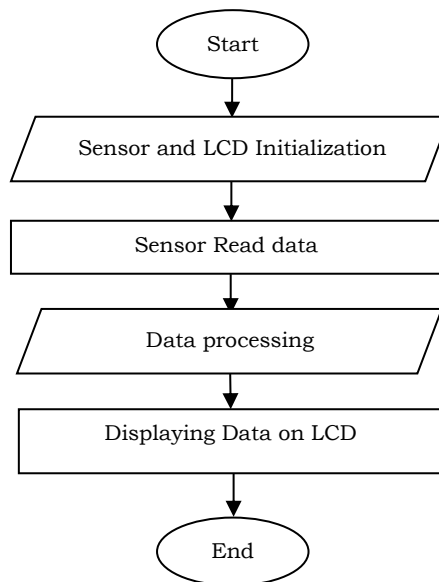 Start
Sensor and LCD Initialization
Sensor Read data
Data processing
Displaying Data on LCD
End